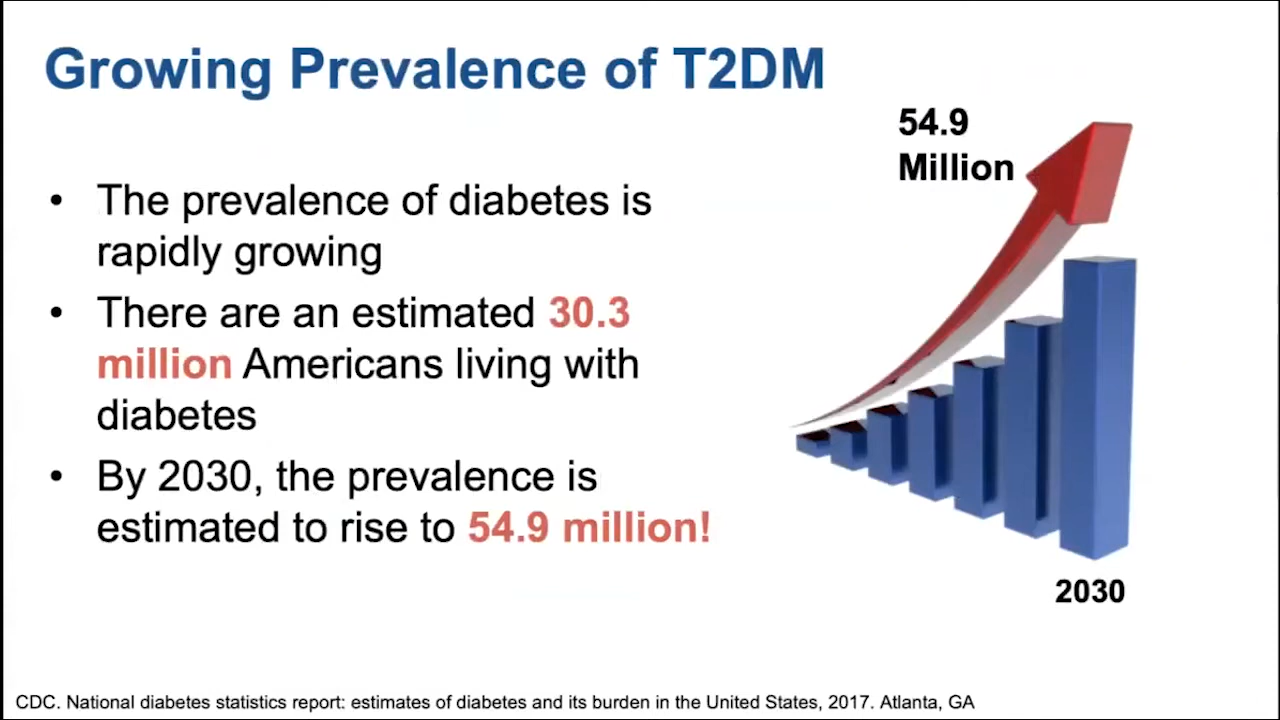 Growing Prevalence of T2DM
54.9
Million
• The prevalence of diabetes is
rapidly growing
• There are an estimated 30.3
million Americans living with
diabetes
• By 2030, the prevalence is
estimated to rise to 54.9 million!
2030
CDC. National diabetes statistics report: estimates of diabetes and its burden in the United States, 2017. Atlanta, GA